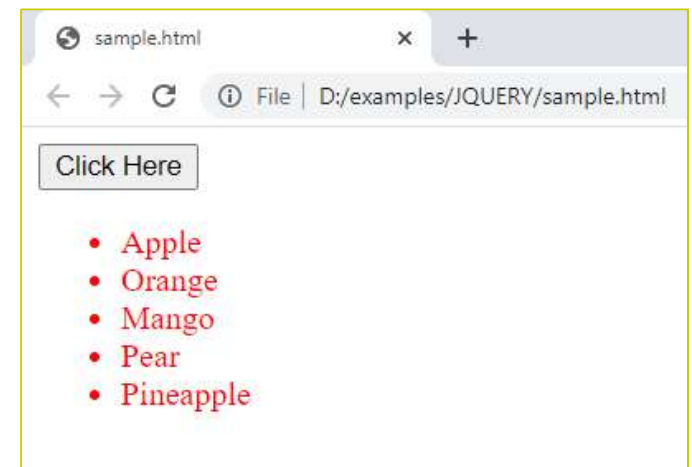 sample.html
File | D:/examples/JQUERY/sample.html
Click Here
• Apple
• Orange
• Mango
• Pear
• Pineapple